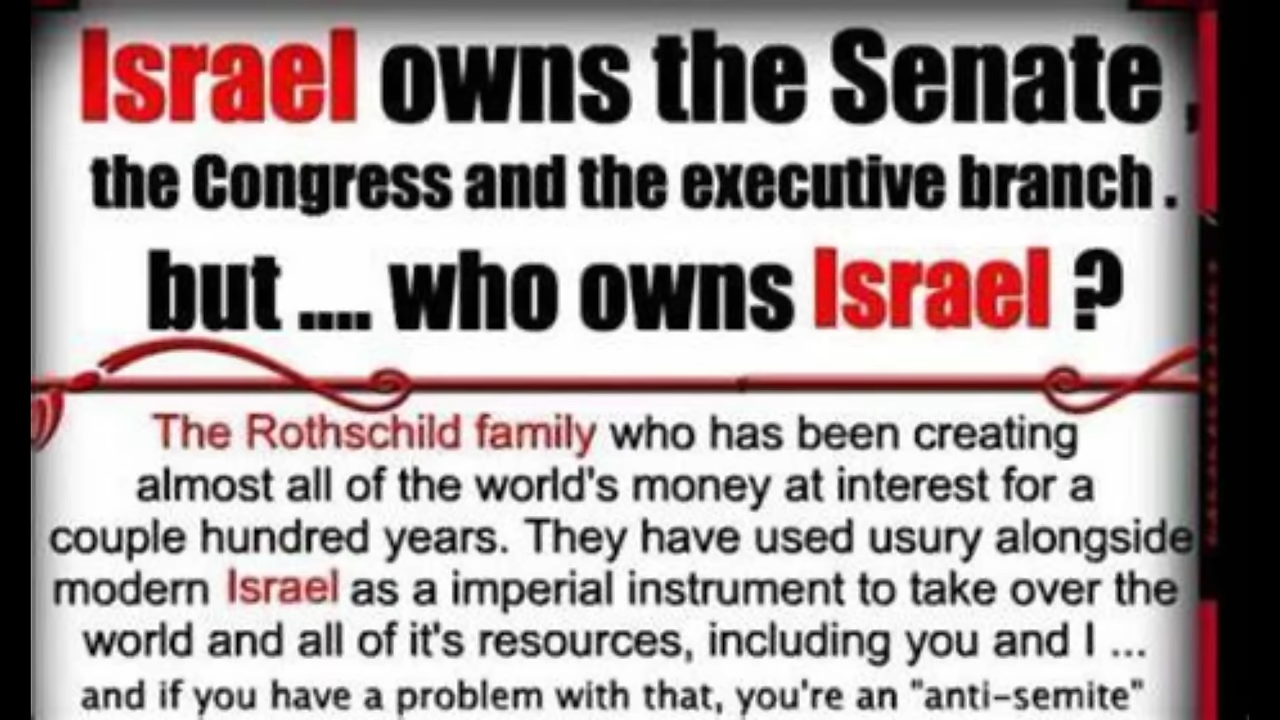 Israel owns the Senate,
the Congress and the executive branch .
but .... who owns Israel ?
The Rothschild family who has been creating
almost all of the world's money at interest for a
couple hundred years. They have used usury alongside
modern Israel as a imperial instrument to take over the
world and all of it's resources, including you and I ...
and if you have a problem with that, you're an "anti-semite"